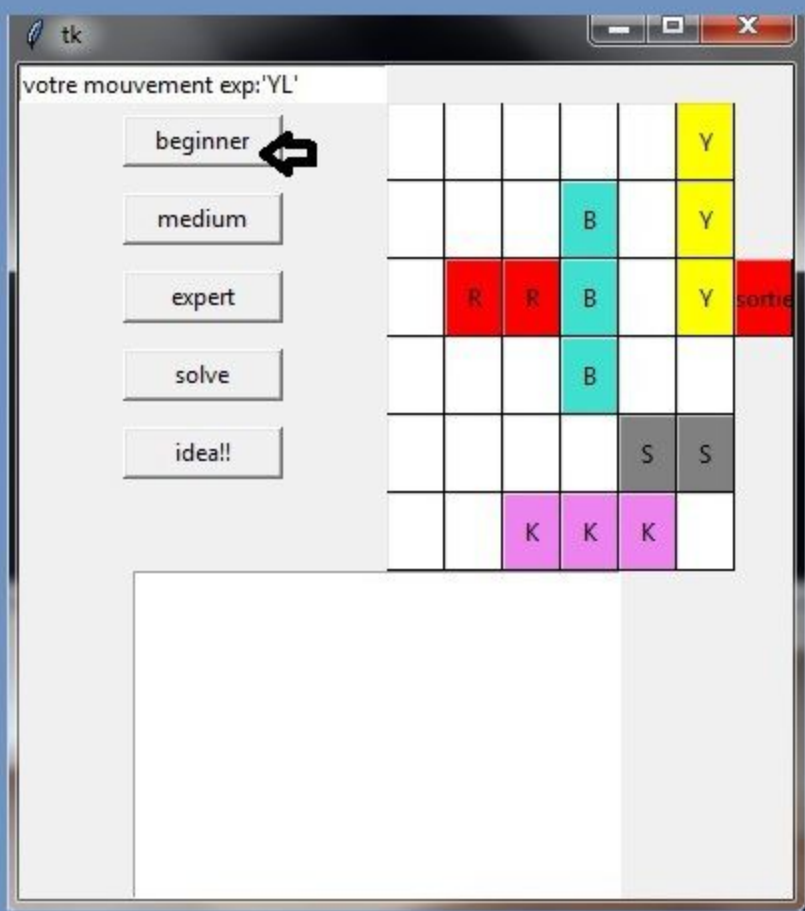 tk
votre mouvement exp:'YL'
beginner Y
medium B Y
expert R R B Y sortie
solve B
idea!! S S
K K K